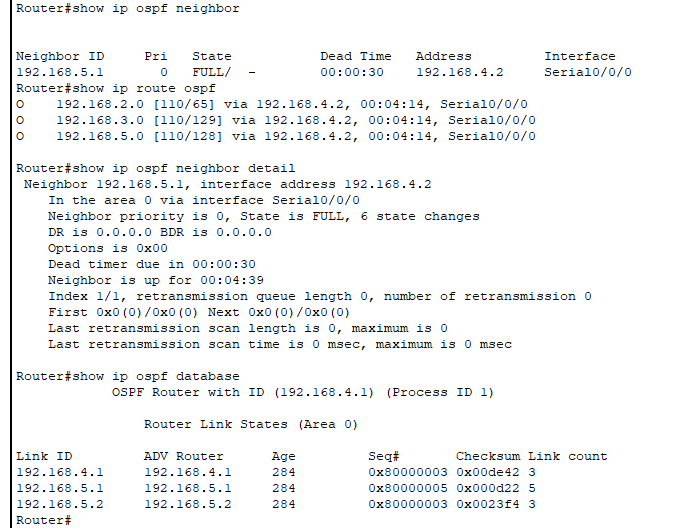 Router#show ip ospf neighbor
Neighbor ID     Pri   State           Dead Time   Address         Interface
192.168.5.1       0   FULL/  -        00:00:30    192.168.4.2     Serial0/0/0
Router#show ip route ospf
O    192.168.2.0 [110/65] via 192.168.4.2, 00:04:14, Serial0/0/0
O    192.168.3.0 [110/129] via 192.168.4.2, 00:04:14, Serial0/0/0
O    192.168.5.0 [110/128] via 192.168.4.2, 00:04:14, Serial0/0/0
Router#show ip ospf neighbor detail
 Neighbor 192.168.5.1, interface address 192.168.4.2
    In the area 0 via interface Serial0/0/0
    Neighbor priority is 0, State is FULL, 6 state changes
    DR is 0.0.0.0 BDR is 0.0.0.0
    Options is 0x00
    Dead timer due in 00:00:30
    Neighbor is up for 00:04:39
    Index 1/1, retransmission queue length 0, number of retransmission 0
    First 0x0(0)/0x0(0) Next 0x0(0)/0x0(0)
    Last retransmission scan length is 0, maximum is 0
    Last retransmission scan time is 0 msec, maximum is 0 msec
Router#show ip ospf database
            OSPF Router with ID (192.168.4.1) (Process ID 1)
                Router Link States (Area 0)
Link ID         ADV Router      Age         Seq#       Checksum Link count
192.168.4.1     192.168.4.1     284         0x80000003 0x00de42 3
192.168.5.1     192.168.5.1     284         0x80000005 0x000d22 5
192.168.5.2     192.168.5.2     284         0x80000003 0x0023f4 3
Router#